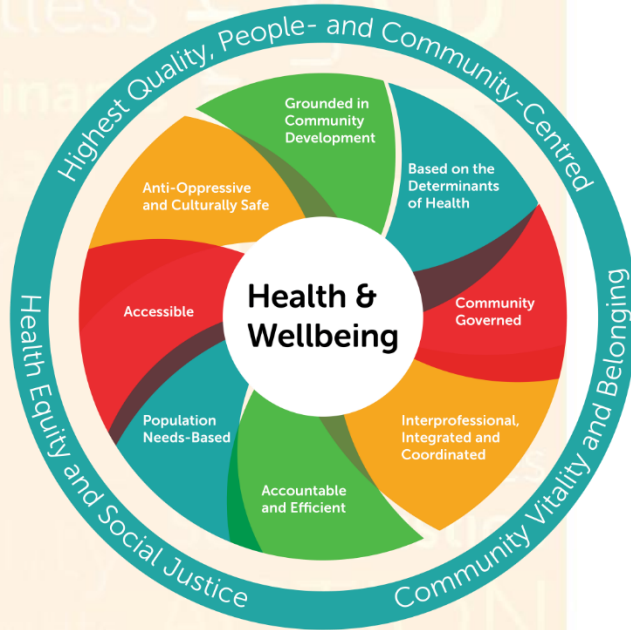 Highest Quality, People- and Community-Centred
Grounded in
Community
Development
Based on the
Determinants
of Health
Anti-Oppressive
and Culturally Safe
Health &
Wellbeing
Accessible
Community
Governed
Population
Needs-Based
Interprofessional,
Integrated and
Coordinated
Accountable
and Efficient
Health Equity and Social Justice
Community Vitality and Belonging